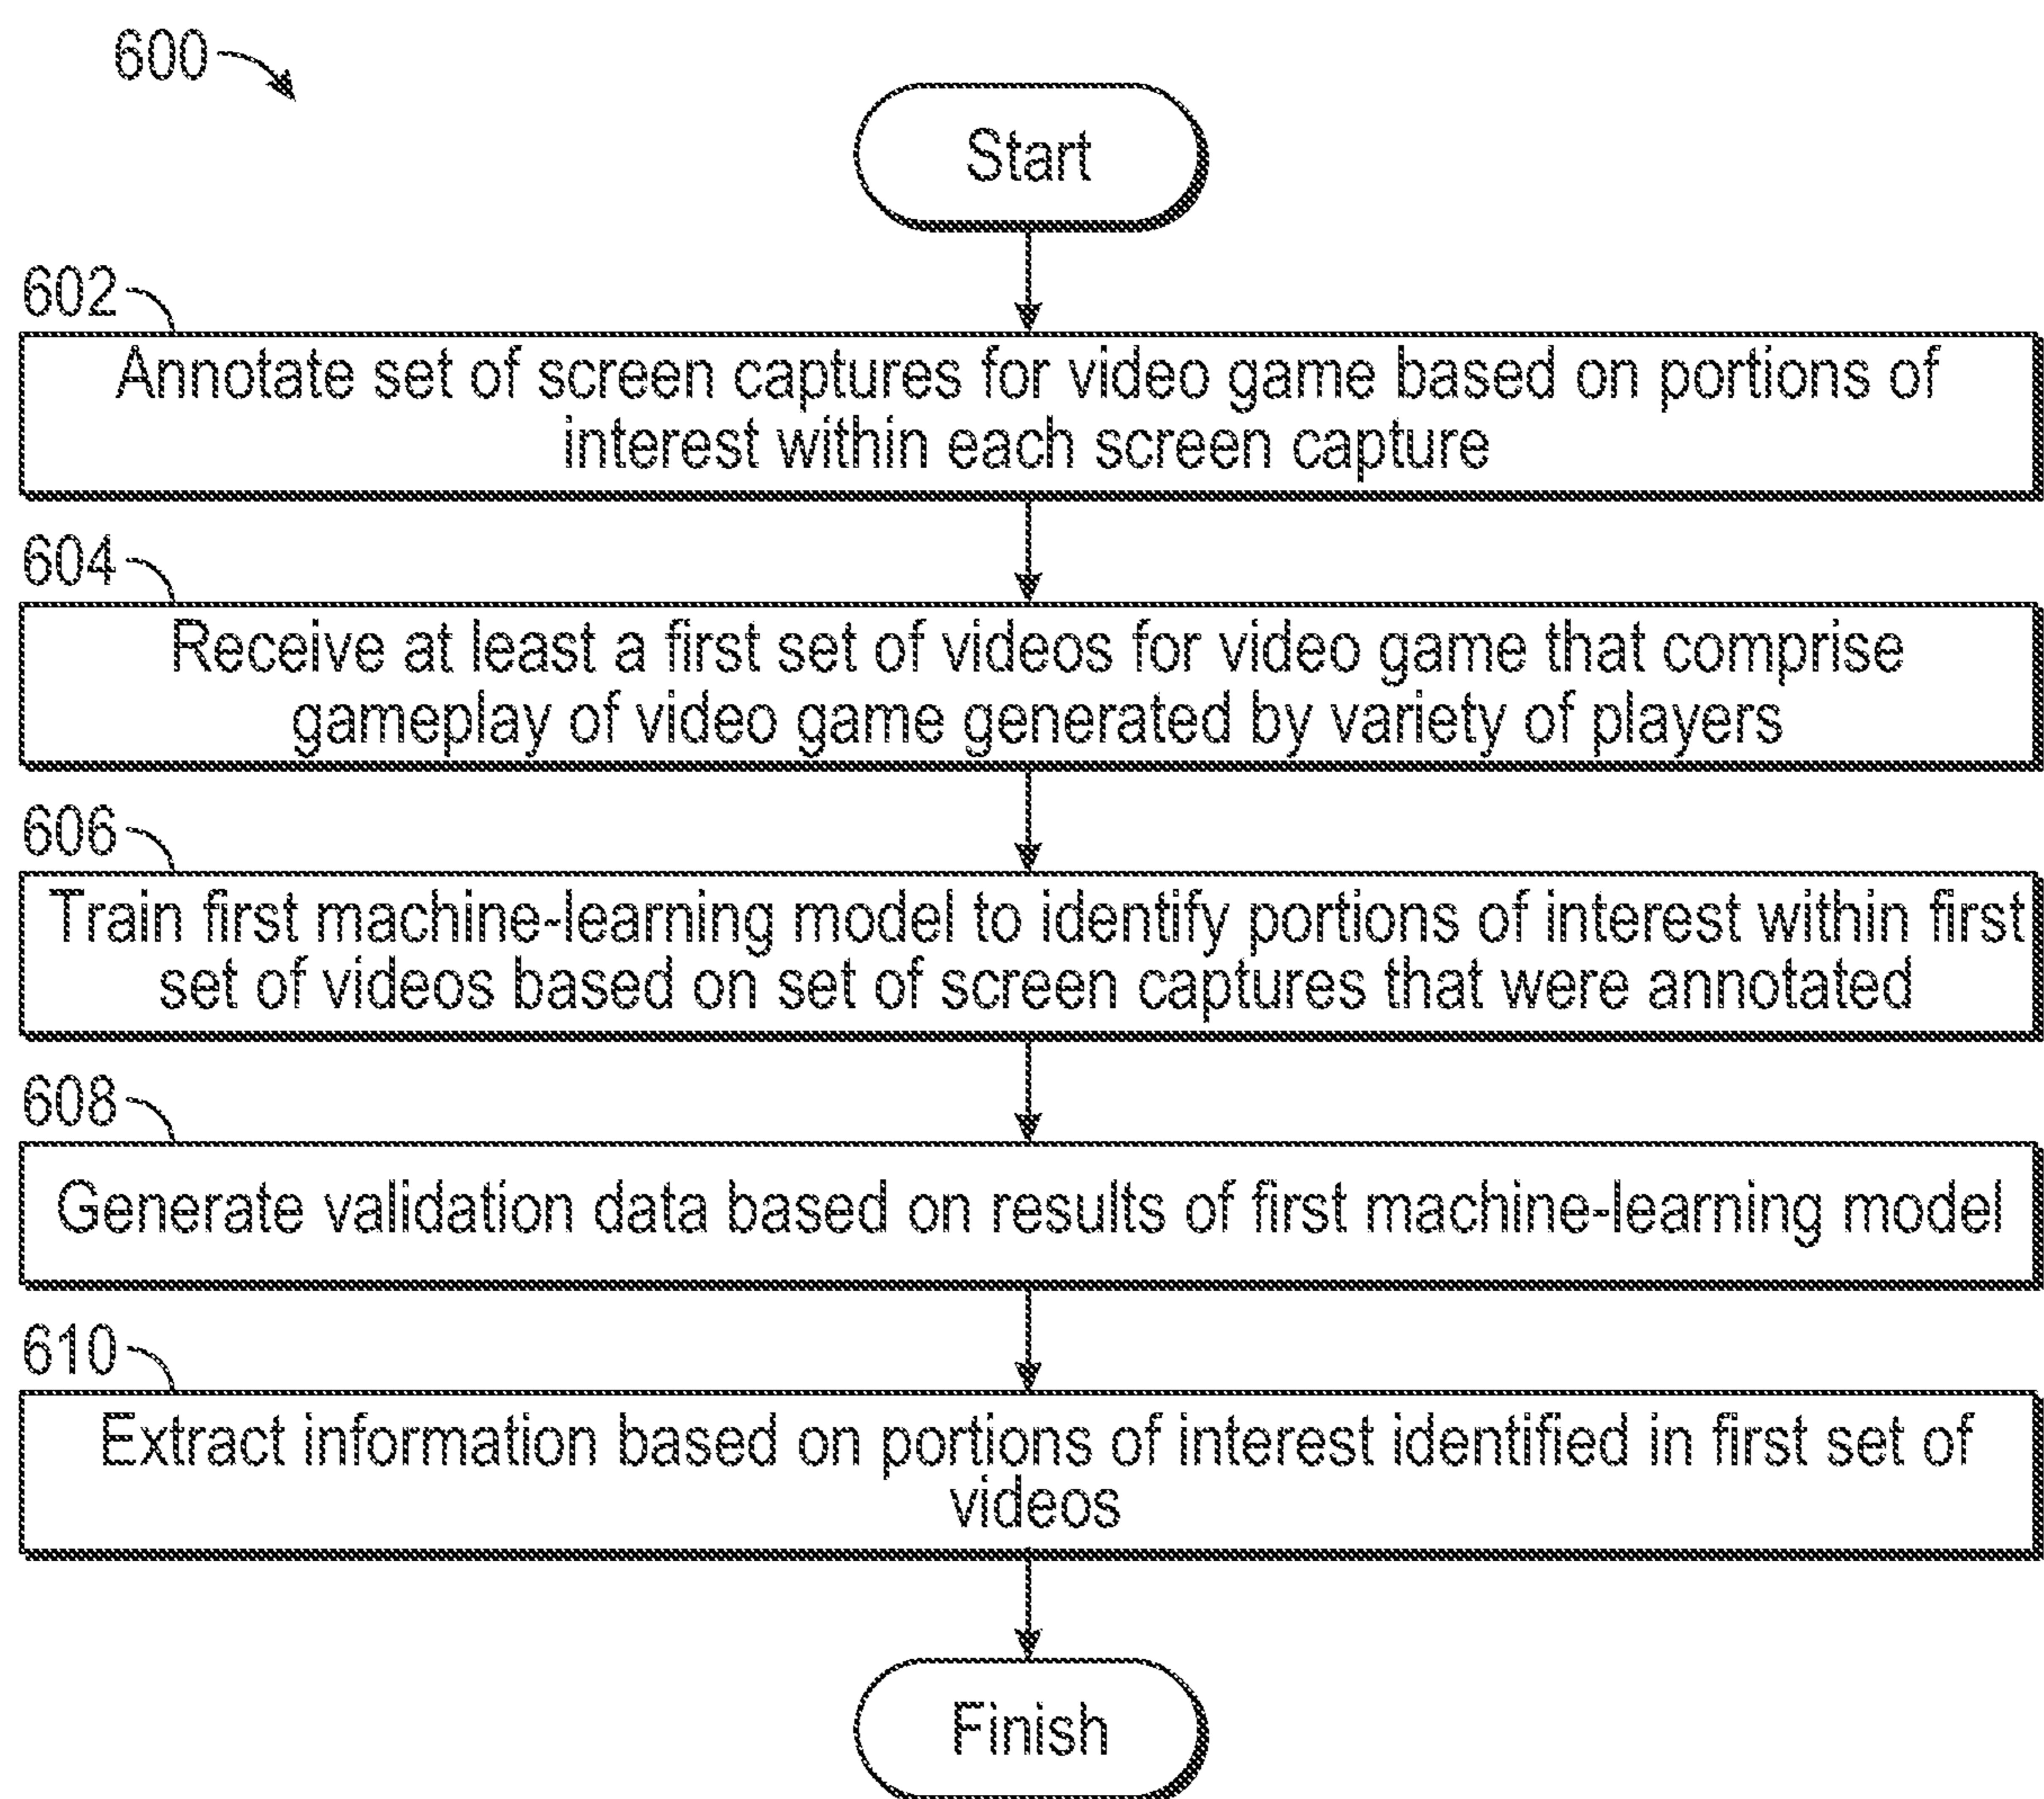 600
Start
602
Annotate set of screen captures for video game based on portions of
interest within each screen capture
604
Receive at least a first set of videos for video game that comprise
gameplay of video game generated by variety of players
606
Train first machine-learning model to identify portions of interest within first
set of videos based on set of screen captures that were annotated
608
Generate validation data based on results of first machine-learning model
610
Extract information based on portions of interest identified in first set of
videos
Finish